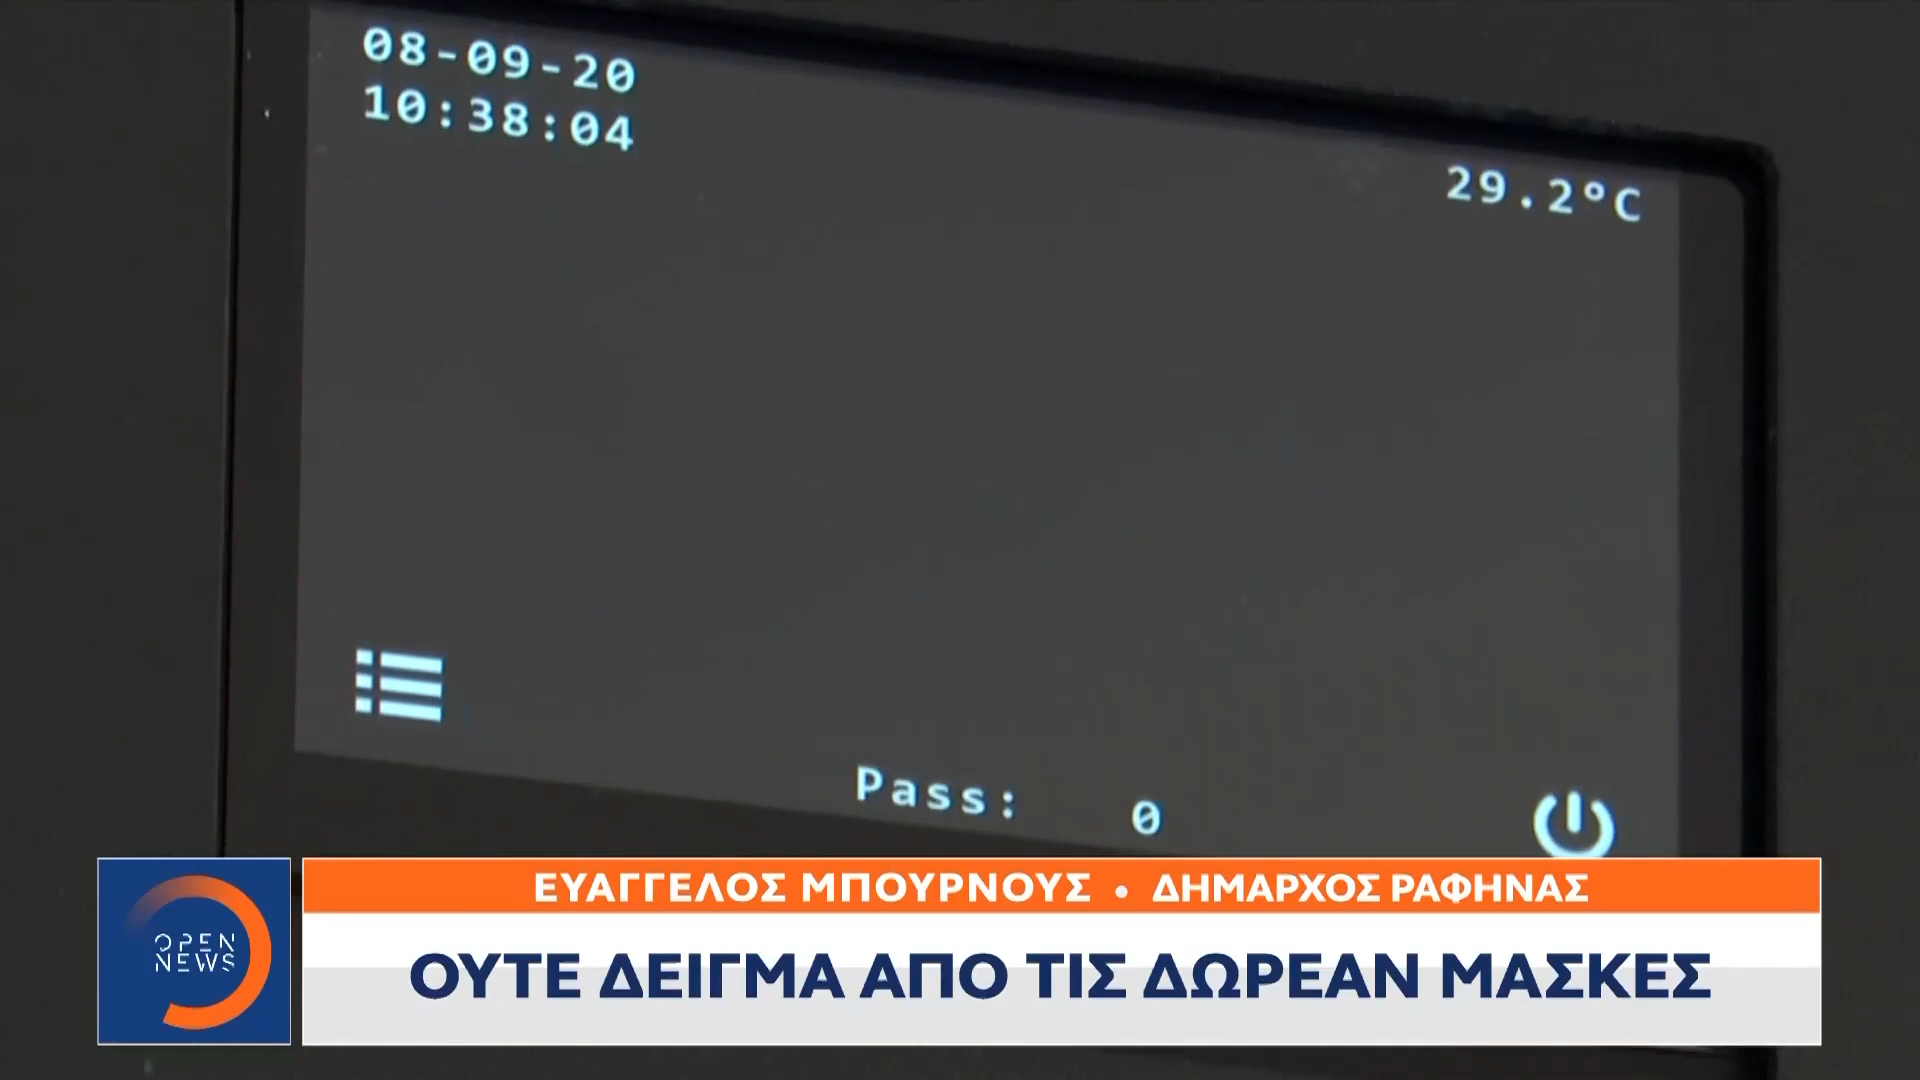 08-09-20
10:38:04
29.2°C
Pass: 0
ΕΥΑΓΓΕΛΟΣ ΜΠΟΥΡΝΟΥΣ • ΔΗΜΑΡΧΟΣ ΡΑΦΗΝΑΣ
OPEN
NEWS
ΟΥΤΕ ΔΕΙΓΜΑ ΑΠΟ ΤΙΣ ΔΩΡΕΑΝ ΜΑΣΚΕΣ